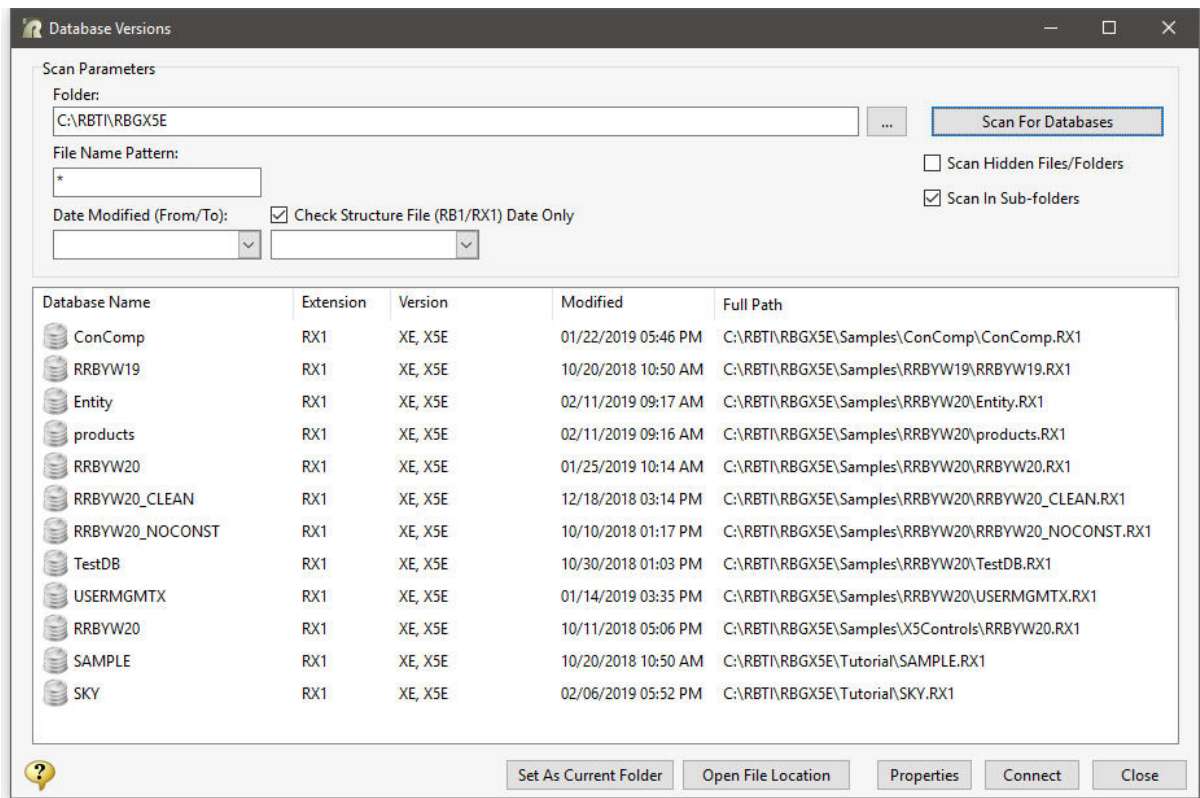 Database Versions
Scan Parameters
Folder:
C:\RBTI\RBGX5E
...
Scan For Databases
File Name Pattern:
*
Scan Hidden Files/Folders
Scan In Sub-folders
Date Modified (From/To):
Check Structure File (RB1/RX1) Date Only
Database Name Extension Version Modified Full Path
ConComp RX1 XE, X5E 01/22/2019 05:46 PM C:\RBTI\RBGX5E\Samples\ConComp\ConComp.RX1
RRBYW19 RX1 XE, X5E 10/20/2018 10:50 AM C:\RBTI\RBGX5E\Samples\RRBYW19\RRBYW19.RX1
Entity RX1 XE, X5E 02/11/2019 09:17 AM C:\RBTI\RBGX5E\Samples\RRBYW20\Entity.RX1
products RX1 XE, X5E 02/11/2019 09:16 AM C:\RBTI\RBGX5E\Samples\RRBYW20\products.RX1
RRBYW20 RX1 XE, X5E 01/25/2019 10:14 AM C:\RBTI\RBGX5E\Samples\RRBYW20\RRBYW20.RX1
RRBYW20_CLEAN RX1 XE, X5E 12/18/2018 03:14 PM C:\RBTI\RBGX5E\Samples\RRBYW20\RRBYW20_CLEAN.RX1
RRBYW20_NOCONST RX1 XE, X5E 10/10/2018 01:17 PM C:\RBTI\RBGX5E\Samples\RRBYW20\RRBYW20_NOCONST.RX1
TestDB RX1 XE, X5E 10/30/2018 01:03 PM C:\RBTI\RBGX5E\Samples\RRBYW20\TestDB.RX1
USERMGMTX RX1 XE, X5E 01/14/2019 03:35 PM C:\RBTI\RBGX5E\Samples\RRBYW20\USERMGMTX.RX1
RRBYW20 RX1 XE, X5E 10/11/2018 05:06 PM C:\RBTI\RBGX5E\Samples\X5Controls\RRBYW20.RX1
SAMPLE RX1 XE, X5E 10/20/2018 10:50 AM C:\RBTI\RBGX5E\Tutorial\SAMPLE.RX1
SKY RX1 XE, X5E 02/06/2019 05:52 PM C:\RBTI\RBGX5E\Tutorial\SKY.RX1
? Set As Current Folder Open File Location Properties Connect Close